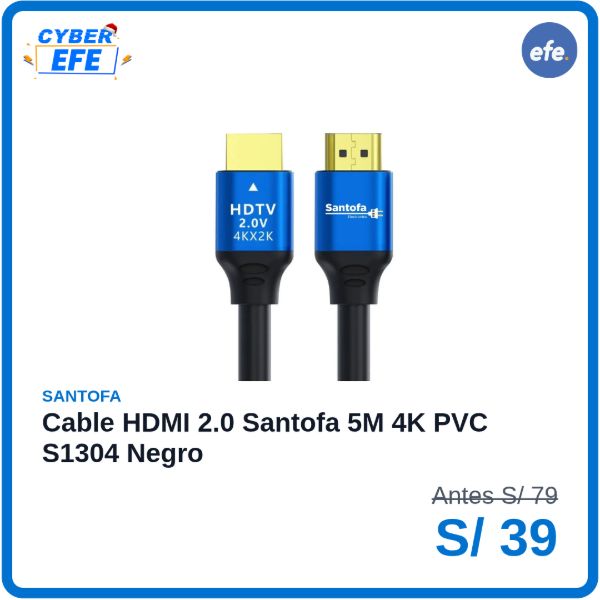 CYBER
EFE
efe.
HDTV
2.0V
4KX2K
Santofa
SANTOFA
Cable HDMI 2.0 Santofa 5M 4K PVC
S1304 Negro
Antes S/ 79
S/ 39